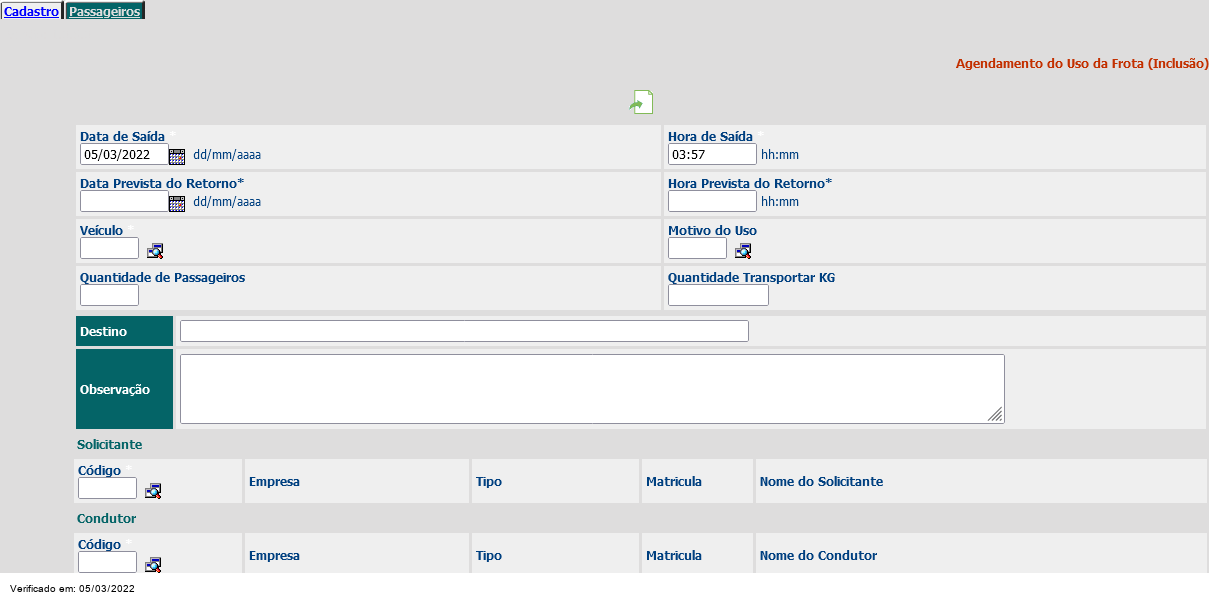 Cadastro Passageiros
Agendamento do Uso da Frota (Inclusão)
Data de Saída * Hora de Saída *
05/03/2022 dd/mm/aaaa 03:57 hh:mm
Data Prevista do Retorno* Hora Prevista do Retorno*
dd/mm/aaaa hh:mm
Veículo * Motivo do Uso
Quantidade de Passageiros Quantidade Transportar KG
Destino
Observação
Solicitante
Código * Empresa Tipo Matricula Nome do Solicitante
Condutor
Código * Empresa Tipo Matricula Nome do Condutor
Verificado em: 05/03/2022